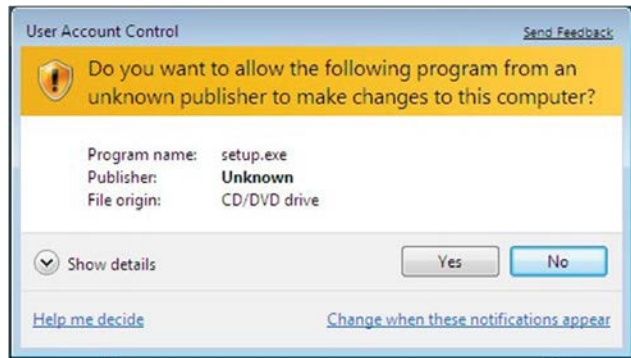 User Account Control
Send Feedback
Do you want to allow the following program from an
unknown publisher to make changes to this computer?
Program name: setup.exe
Publisher: Unknown
File origin: CD/DVD drive
Show details
Yes
No
Help me decide
Change when these notifications appear